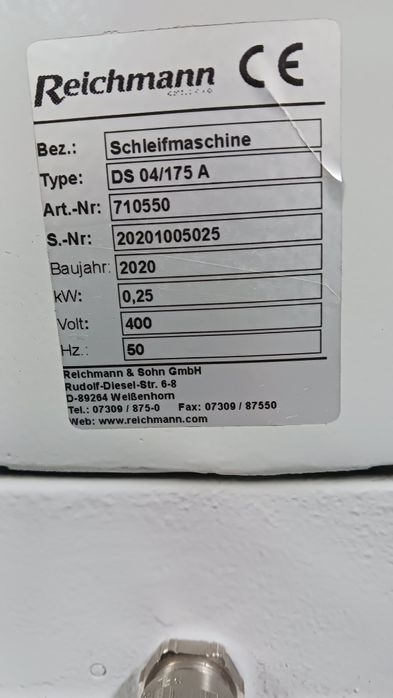 Reichmann CE
Bez.: Schleifmaschine
Type: DS 04/175 A
Art.-Nr: 710550
S.-Nr: 20201005025
Baujahr: 2020
kW: 0,25
Volt: 400
Hz.: 50
Reichmann & Sohn GmbH
Rudolf-Diesel-Str. 6-8
D-89264 Weißenhorn
Tel.: 07309 / 875-0 Fax: 07309 / 87550
Web: www.reichmann.com